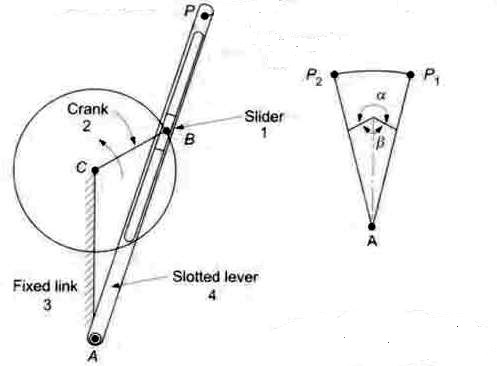 P
Crank
2
Slider
1
B
C
Fixed link
3
Slotted lever
4
A
P2
P1
α
β
A